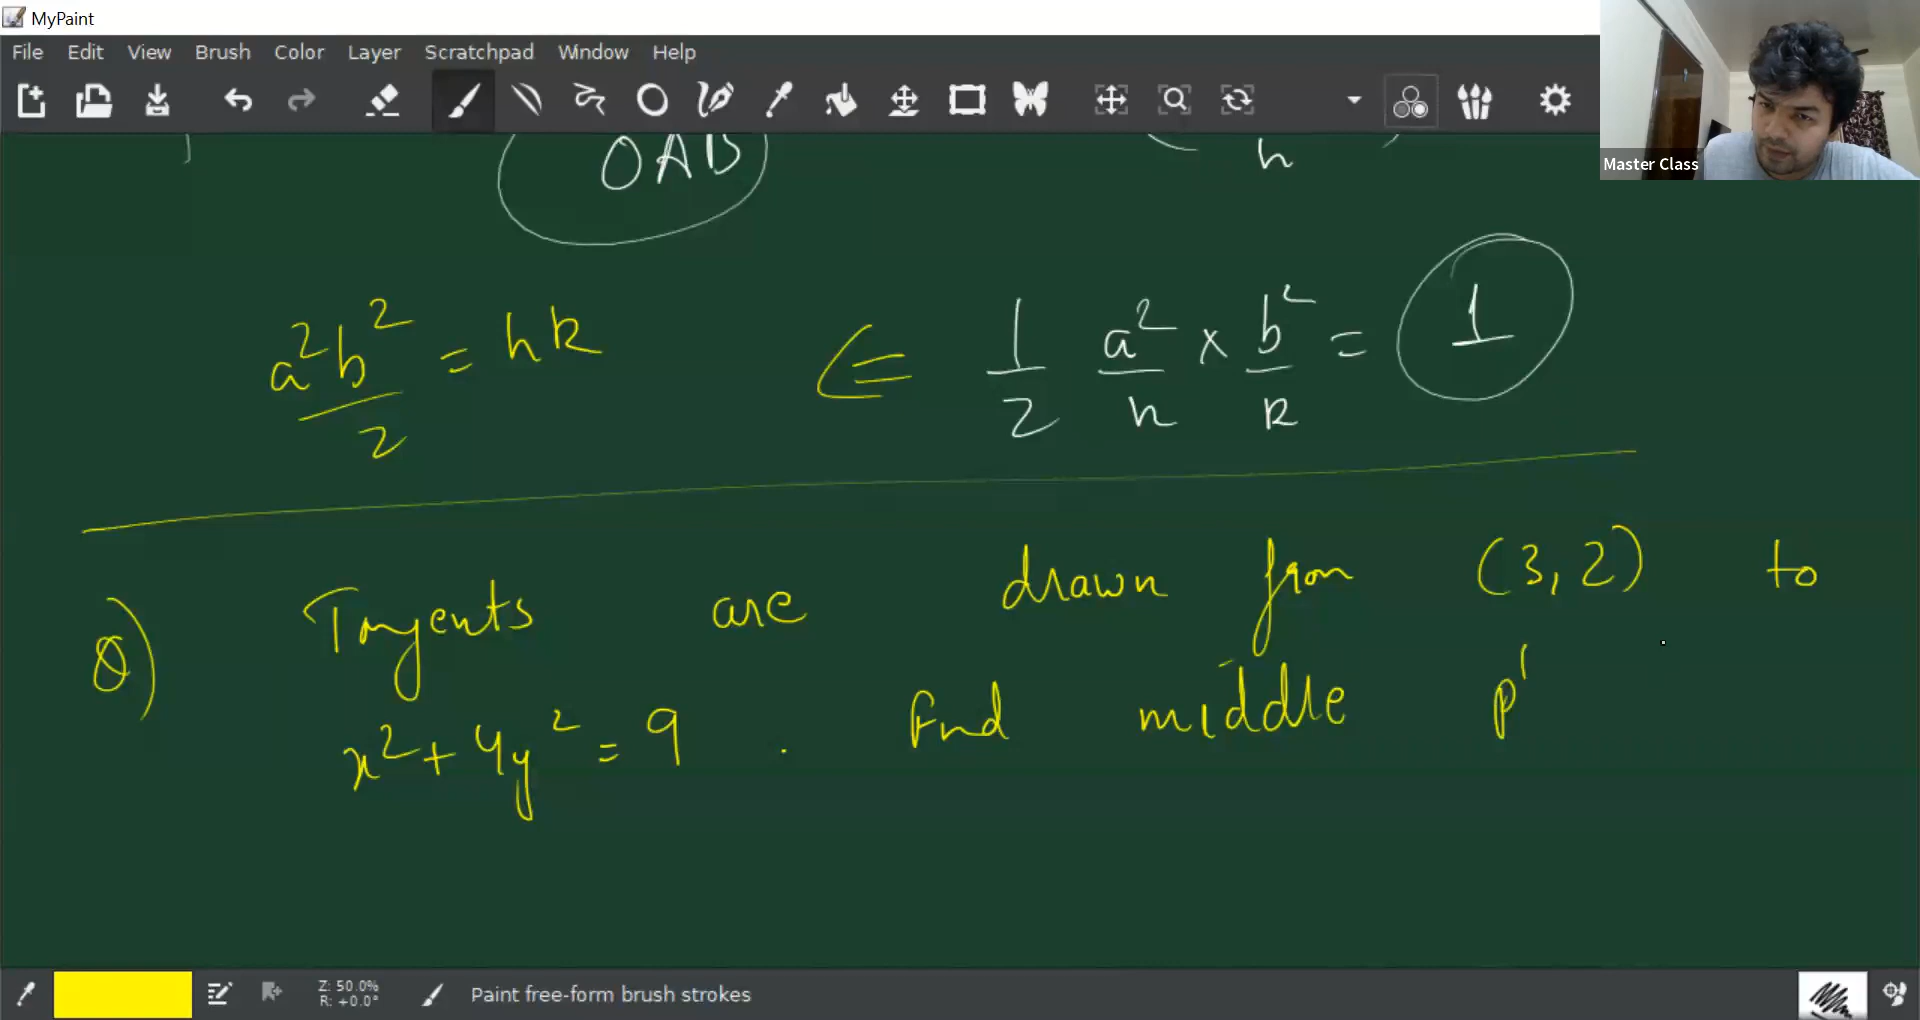 MyPaint
File Edit View Brush Color Layer Scratchpad Window Help
Master Class
OAB
h
a²b²/2 = hk ⇐ 1/2 a²/h × b²/k = 1
Q) Tangents are drawn from (3, 2) to
x² + 4y² = 9 . Find middle p
Z: 50.0%
R: +0.0°
Paint free-form brush strokes